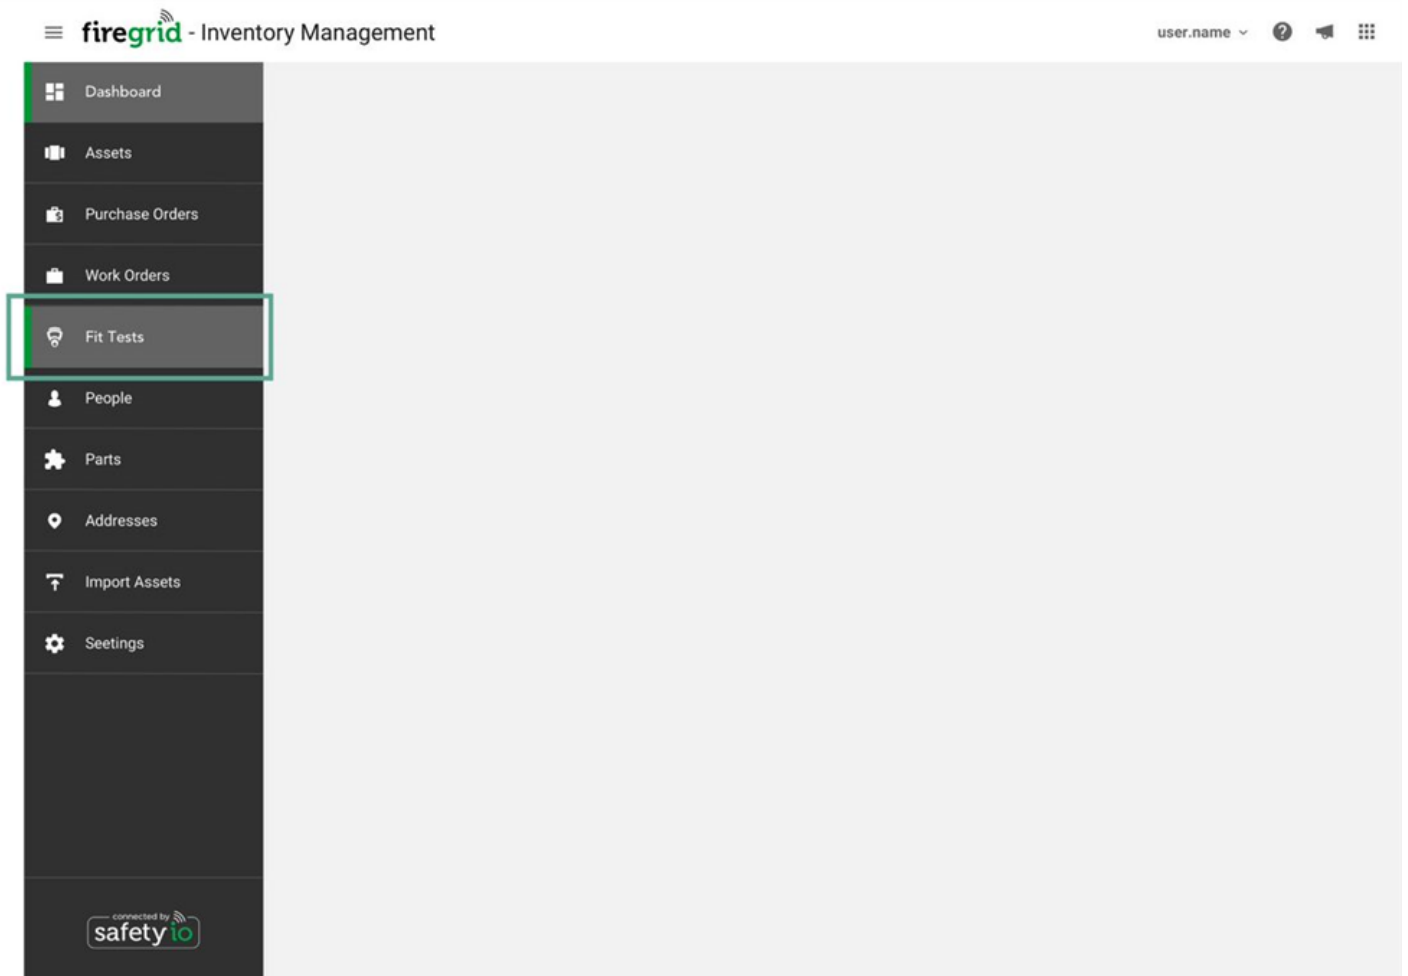 firegrid - Inventory Management
user.name
Dashboard
Assets
Purchase Orders
Work Orders
Fit Tests
People
Parts
Addresses
Import Assets
Seetings
connected by
safety io